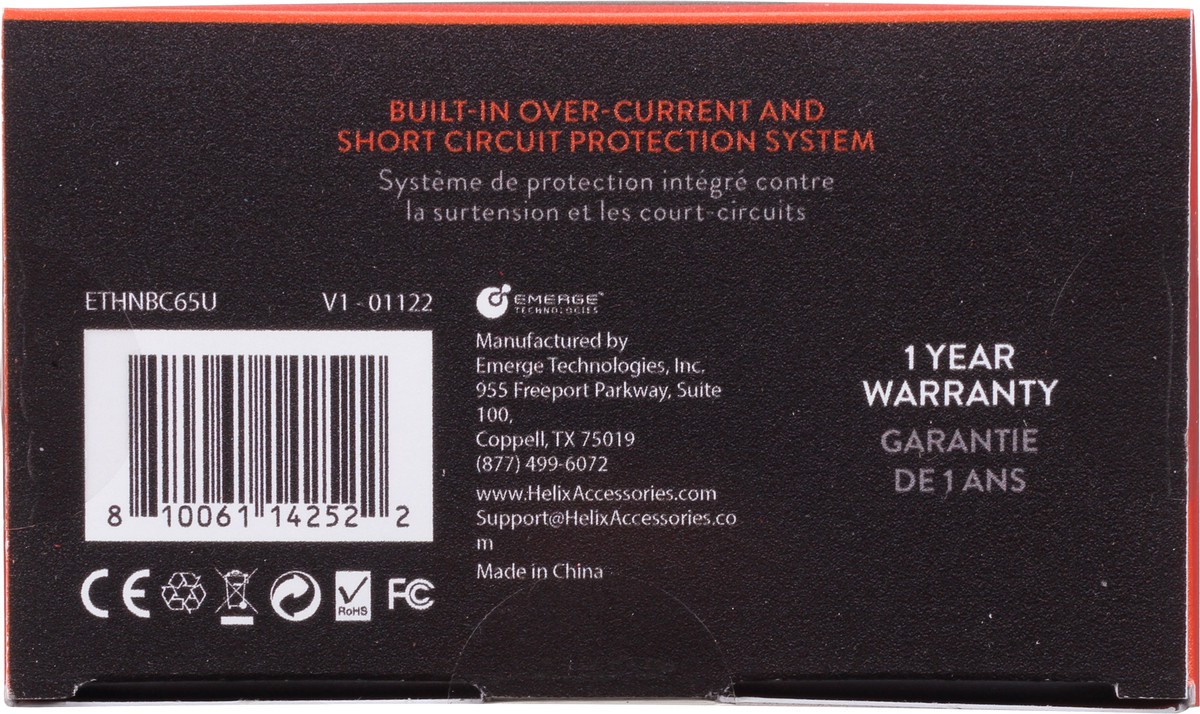 BUILT-IN OVER-CURRENT AND
SHORT CIRCUIT PROTECTION SYSTEM
Système de protection intégré contre
la surtension et les court-circuits
ETHNBC65U V1 - 01122
8 10061 14252 2
CE RoHS FC
EMERGE™
TECHNOLOGIES
Manufactured by
Emerge Technologies, Inc.
955 Freeport Parkway, Suite
100,
Coppell, TX 75019
(877) 499-6072
www.HelixAccessories.com
Support@HelixAccessories.co
m
Made in China
1 YEAR
WARRANTY
GARANTIE
DE 1 ANS